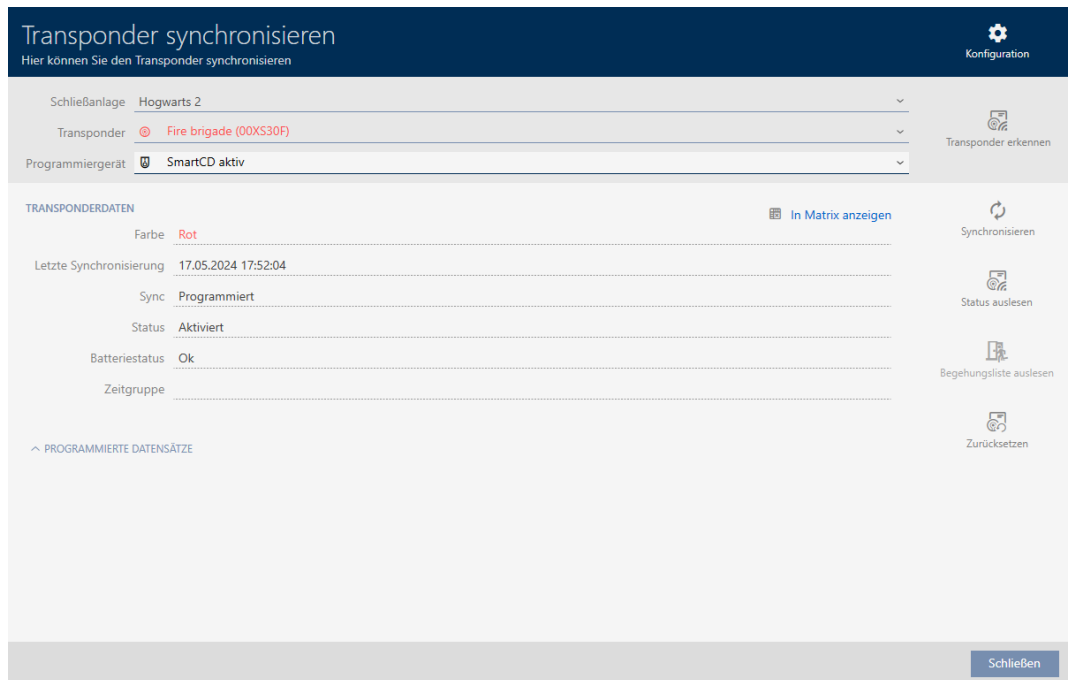 Transponder synchronisieren
Hier können Sie den Transponder synchronisieren
Konfiguration
Schließanlage Hogwarts 2
Transponder Fire brigade (00XS30F)
Programmiergerät SmartCD aktiv
Transponder erkennen
TRANSPONDERDATEN
In Matrix anzeigen
Farbe Rot
Letzte Synchronisierung 17.05.2024 17:52:04
Sync Programmiert
Status Aktiviert
Batteriestatus Ok
Zeitgruppe
Synchronisieren
Status auslesen
Begehungsliste auslesen
Zurücksetzen
PROGRAMMIERTE DATENSÄTZE
Schließen